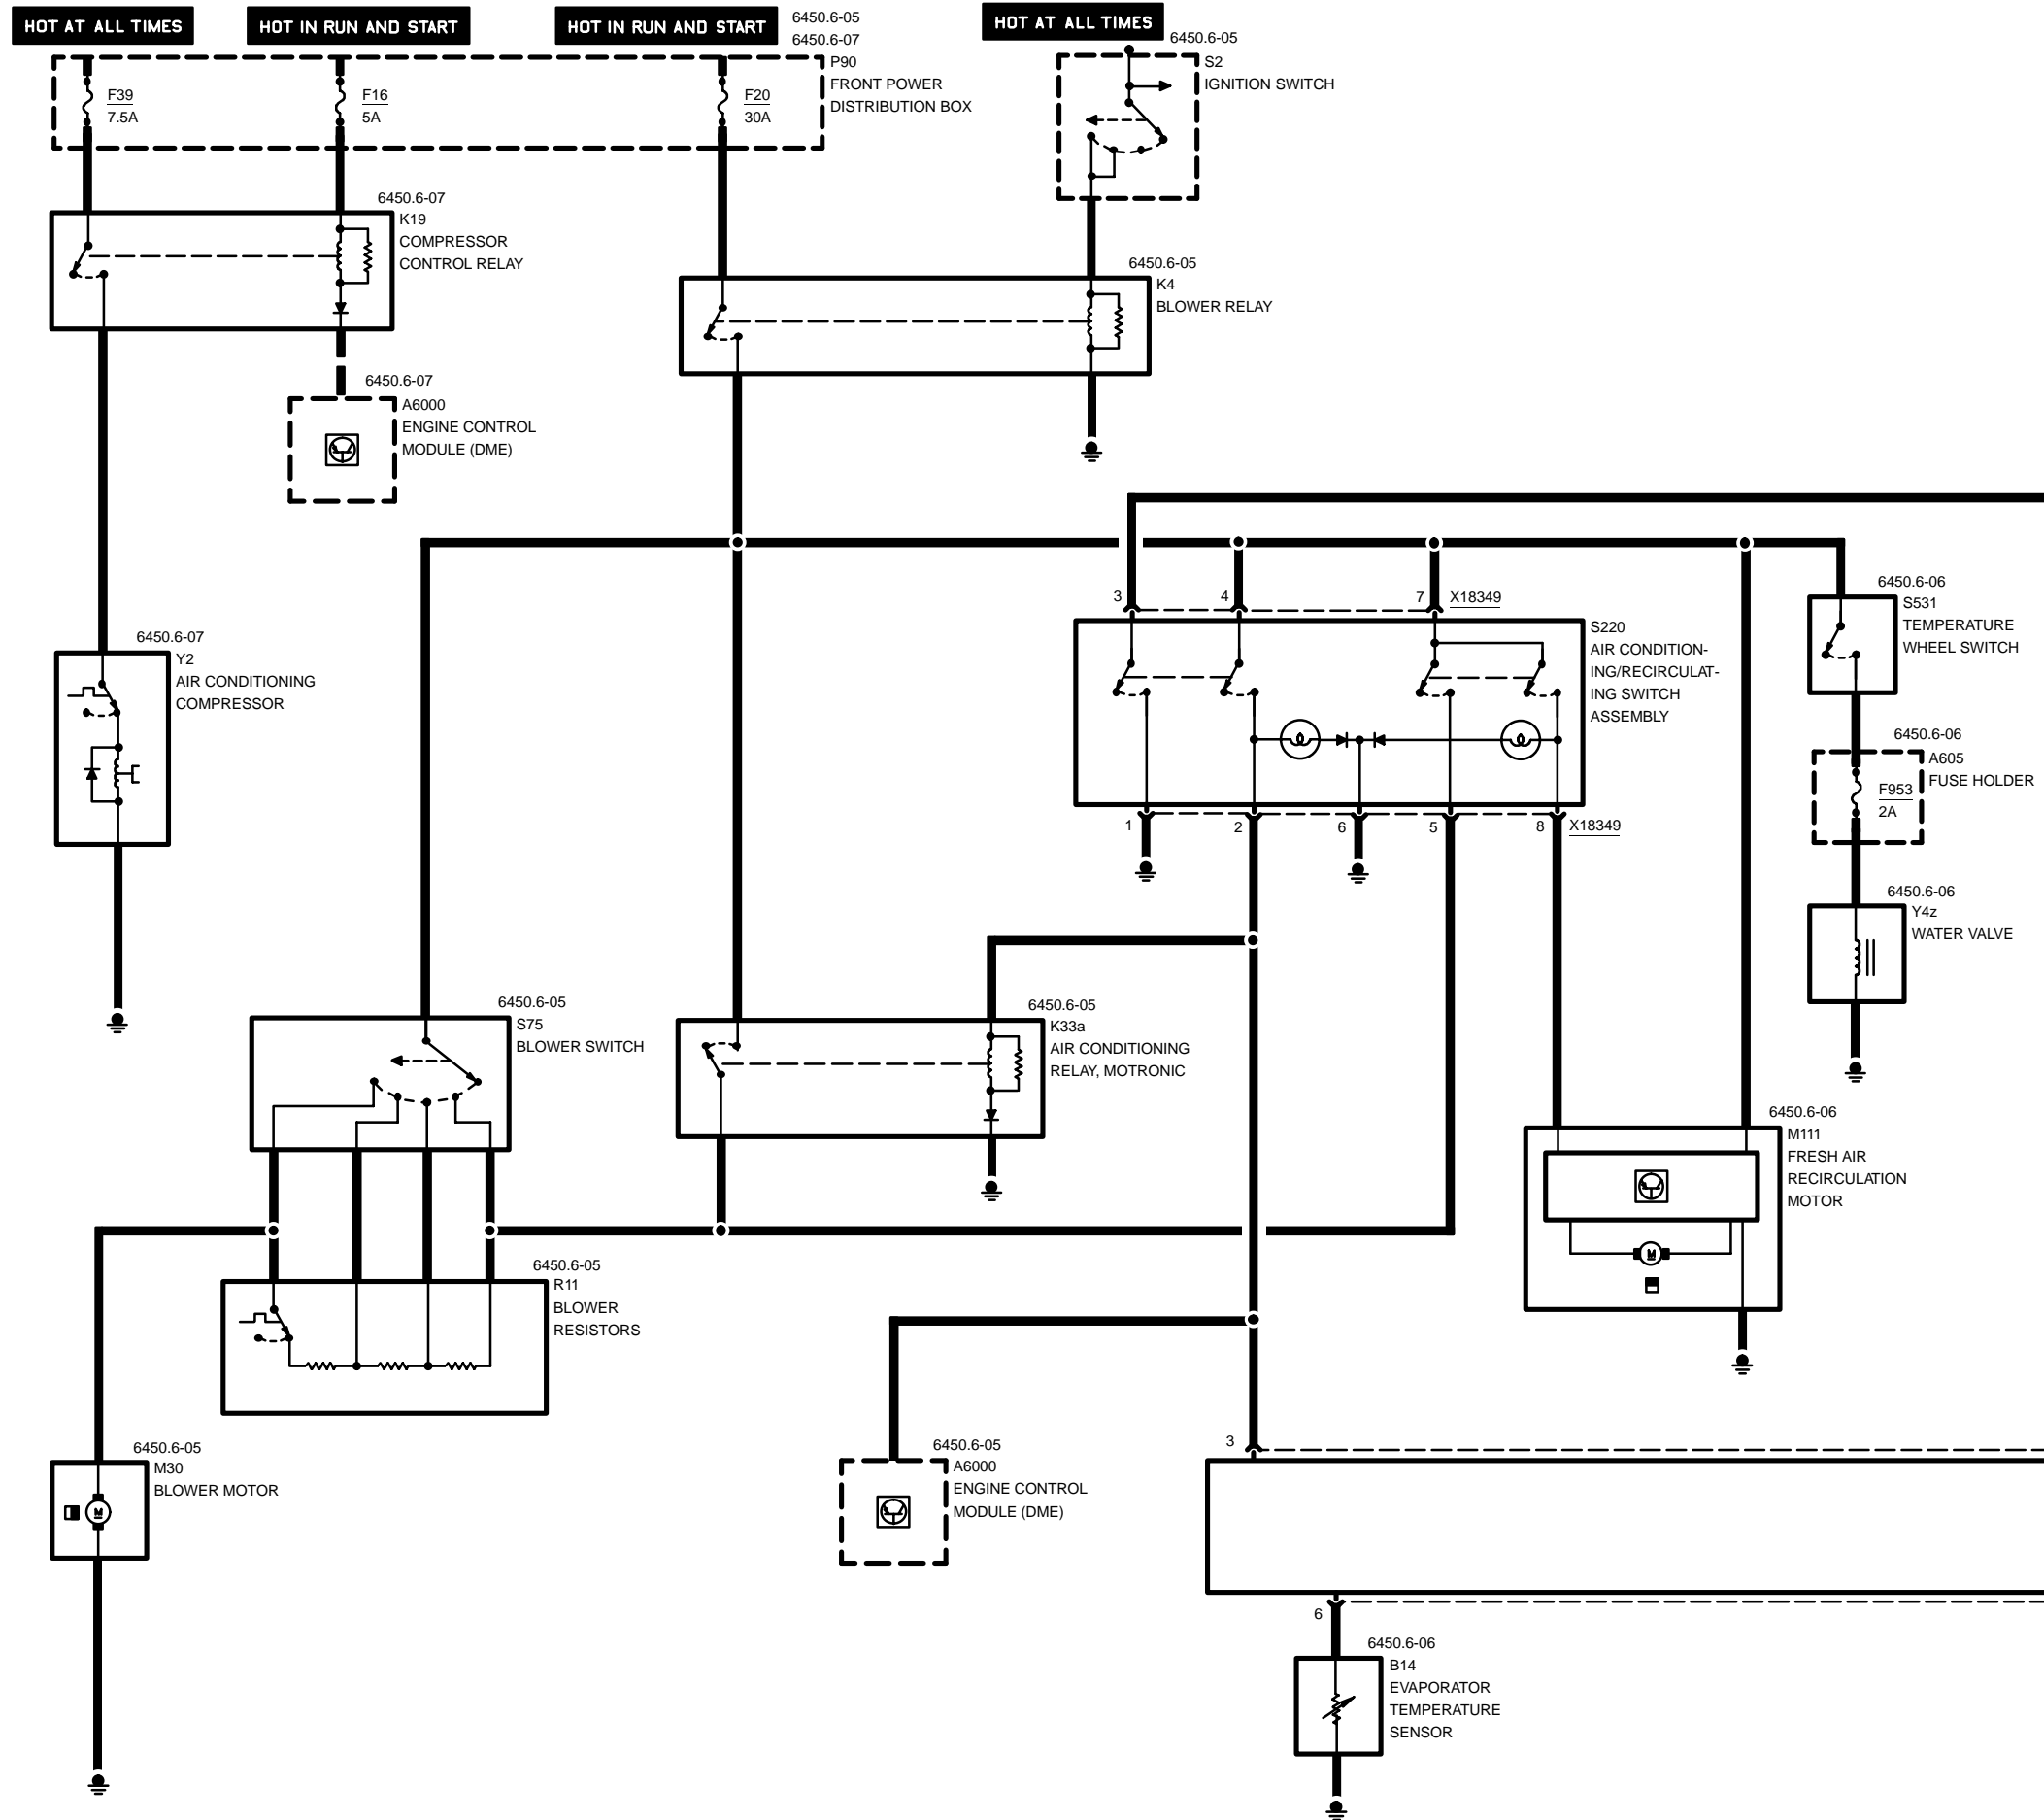 HOT AT ALL TIMES
HOT IN RUN AND START
HOT IN RUN AND START
6450.6-05
6450.6-07
P90
FRONT POWER
DISTRIBUTION BOX
HOT AT ALL TIMES
6450.6-05
S2
IGNITION SWITCH
F39
7.5A
F16
5A
F20
30A
6450.6-07
K19
COMPRESSOR
CONTROL RELAY
6450.6-05
K4
BLOWER RELAY
6450.6-07
A6000
ENGINE CONTROL
MODULE (DME)
3
4
7
X18349
6450.6-06
S531
TEMPERATURE
WHEEL SWITCH
6450.6-07
Y2
AIR CONDITIONING
COMPRESSOR
S220
AIR CONDITION-
ING/RECIRCULAT-
ING SWITCH
ASSEMBLY
6450.6-06
A605
FUSE HOLDER
F953
2A
1
2
6
5
8
X18349
6450.6-06
Y4z
WATER VALVE
6450.6-05
S75
BLOWER SWITCH
6450.6-05
K33a
AIR CONDITIONING
RELAY, MOTRONIC
6450.6-06
M111
FRESH AIR
RECIRCULATION
MOTOR
M
6450.6-05
R11
BLOWER
RESISTORS
6450.6-05
M30
BLOWER MOTOR
M
6450.6-05
A6000
ENGINE CONTROL
MODULE (DME)
3
6
6450.6-06
B14
EVAPORATOR
TEMPERATURE
SENSOR